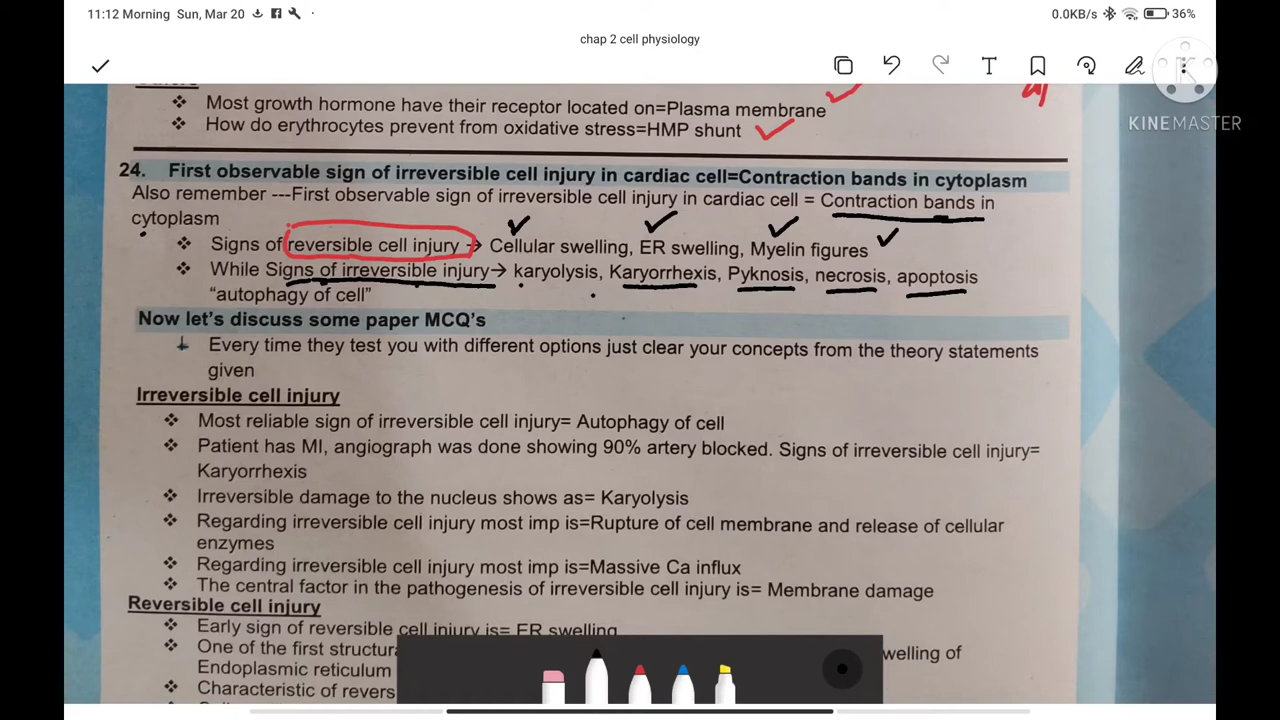 11:12 Morning Sun, Mar 20
0.0KB/s 36%
chap 2 cell physiology
T
KINEMASTER
Others
❖ Most growth hormone have their receptor located on=Plasma membrane
❖ How do erythrocytes prevent from oxidative stress=HMP shunt
24. First observable sign of irreversible cell injury in cardiac cell=Contraction bands in cytoplasm
Also remember ---First observable sign of irreversible cell injury in cardiac cell = Contraction bands in
cytoplasm
❖ Signs of reversible cell injury → Cellular swelling, ER swelling, Myelin figures
❖ While Signs of irreversible injury→ karyolysis, Karyorrhexis, Pyknosis, necrosis, apoptosis
“autophagy of cell”
Now let’s discuss some paper MCQ’s
Every time they test you with different options just clear your concepts from the theory statements
given
Irreversible cell injury
❖ Most reliable sign of irreversible cell injury= Autophagy of cell
❖ Patient has MI, angiograph was done showing 90% artery blocked. Signs of irreversible cell injury=
Karyorrhexis
❖ Irreversible damage to the nucleus shows as= Karyolysis
❖ Regarding irreversible cell injury most imp is=Rupture of cell membrane and release of cellular
enzymes
❖ Regarding irreversible cell injury most imp is=Massive Ca influx
❖ The central factor in the pathogenesis of irreversible cell injury is= Membrane damage
Reversible cell injury
❖ Early sign of reversible cell injury is= ER swelling
❖ One of the first structura welling of
Endoplasmic reticulum
❖ Characteristic of revers